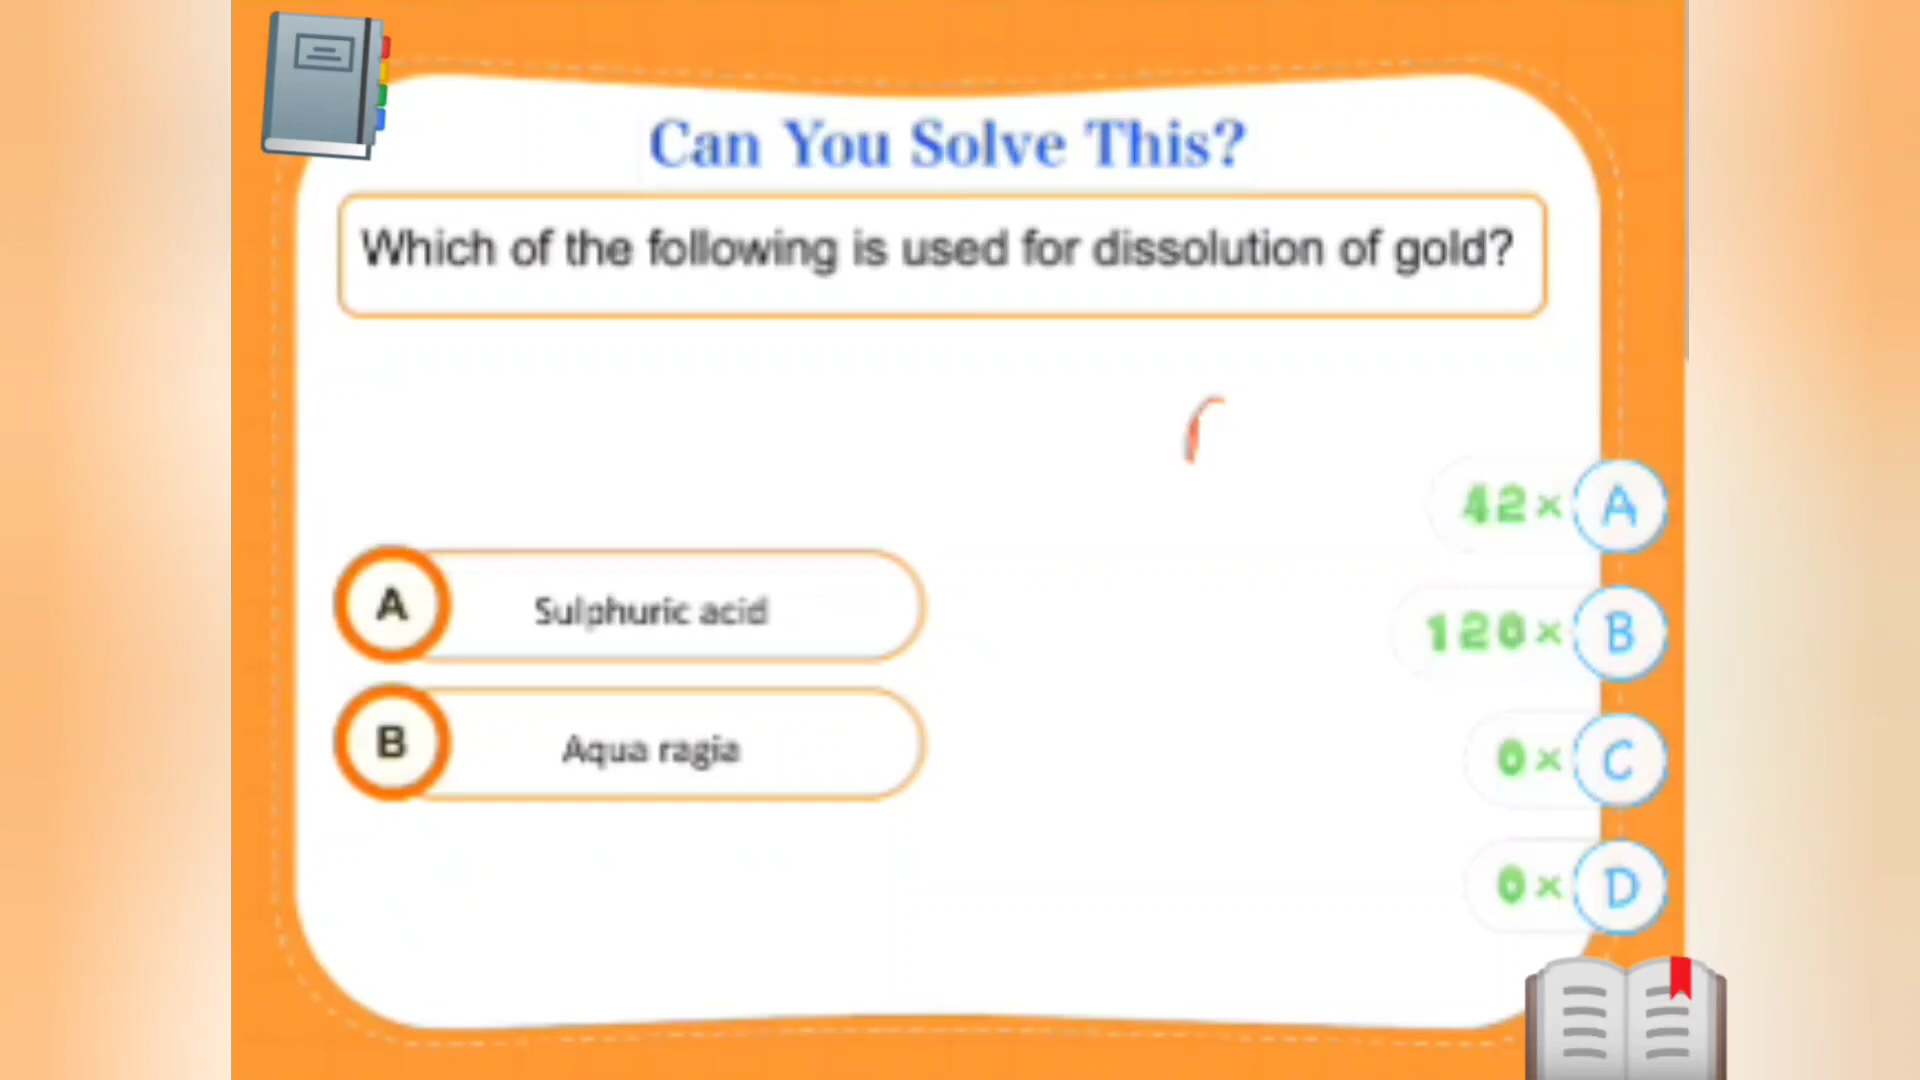 Can You Solve This?
Which of the following is used for dissolution of gold?
42× A
A Sulphuric acid
120× B
B Aqua ragia
0× C
0× D